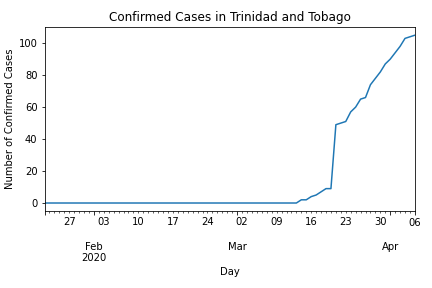 Confirmed Cases in Trinidad and Tobago
Number of Confirmed Cases
100
80
60
40
20
0
27 03 10 17 24 02 09 16 23 30 06
Feb Mar Apr
2020
Day